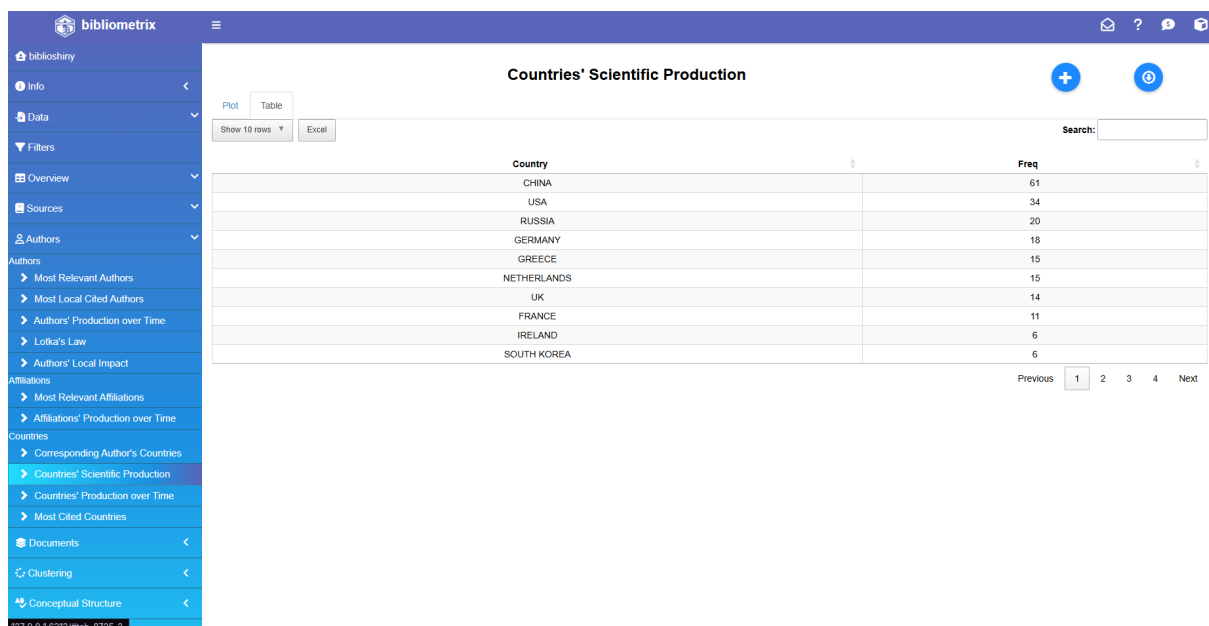 bibliometrix
biblioshiny
Info
Data
Filters
Overview
Sources
Authors
Authors
Most Relevant Authors
Most Local Cited Authors
Authors' Production over Time
Lotka's Law
Authors' Local Impact
Affiliations
Most Relevant Affiliations
Affiliations' Production over Time
Countries
Corresponding Author's Countries
Countries' Scientific Production
Countries' Production over Time
Most Cited Countries
Documents
Clustering
Conceptual Structure
Countries' Scientific Production
Plot Table
Show 10 rows Excel Search:
Country Freq
CHINA 61
USA 34
RUSSIA 20
GERMANY 18
GREECE 15
NETHERLANDS 15
UK 14
FRANCE 11
IRELAND 6
SOUTH KOREA 6
Previous 1 2 3 4 Next